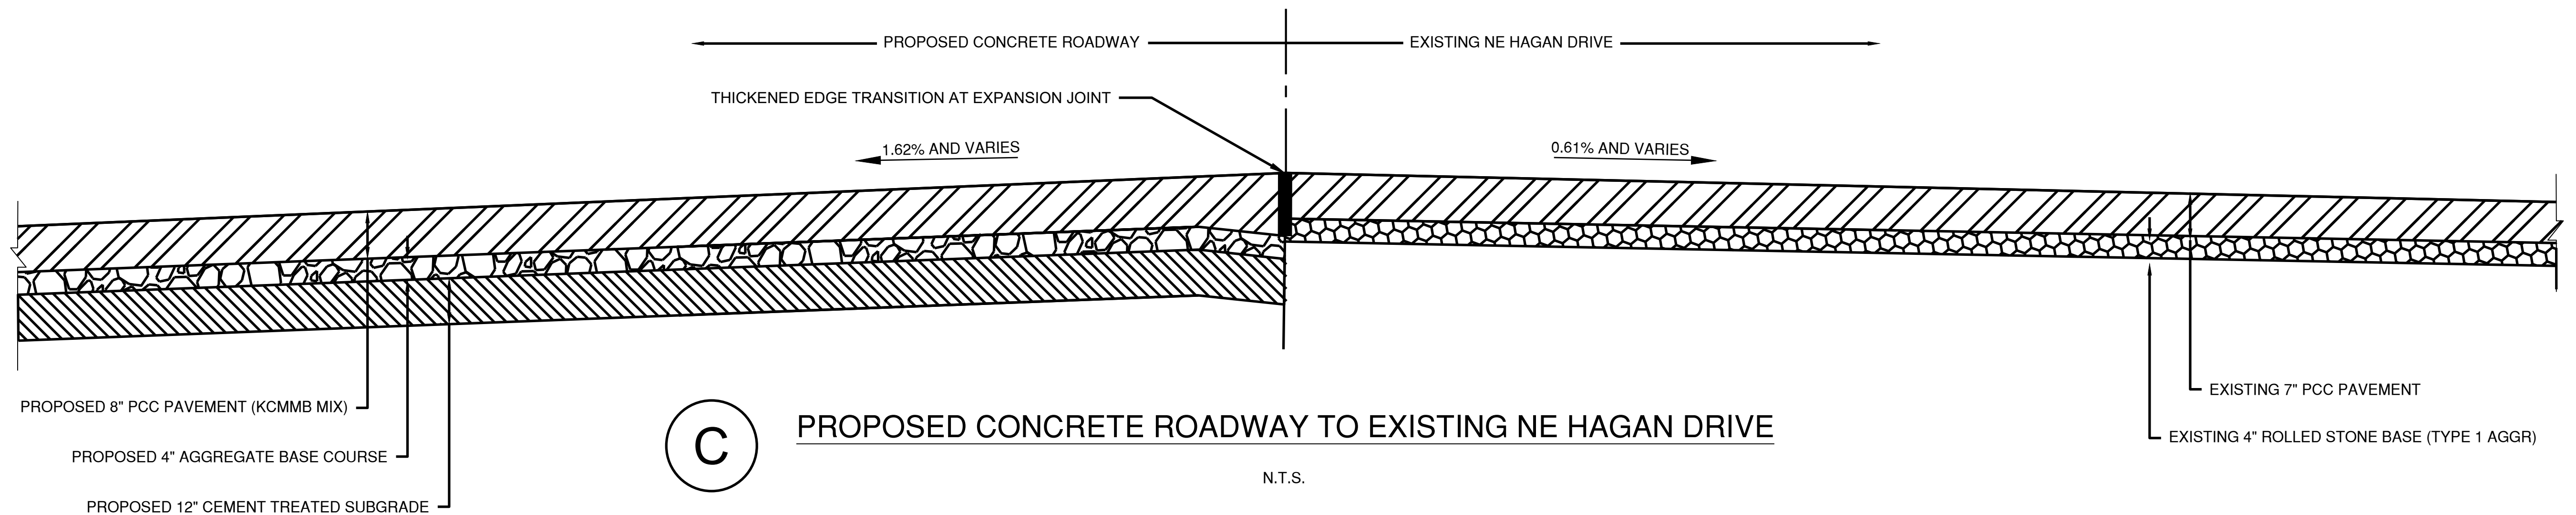 PROPOSED CONCRETE ROADWAY
EXISTING NE HAGAN DRIVE
THICKENED EDGE TRANSITION AT EXPANSION JOINT
1.62% AND VARIES
0.61% AND VARIES
PROPOSED 8" PCC PAVEMENT (KCMMB MIX)
PROPOSED 4" AGGREGATE BASE COURSE
PROPOSED 12" CEMENT TREATED SUBGRADE
EXISTING 7" PCC PAVEMENT
EXISTING 4" ROLLED STONE BASE (TYPE 1 AGGR)
C
PROPOSED CONCRETE ROADWAY TO EXISTING NE HAGAN DRIVE
N.T.S.